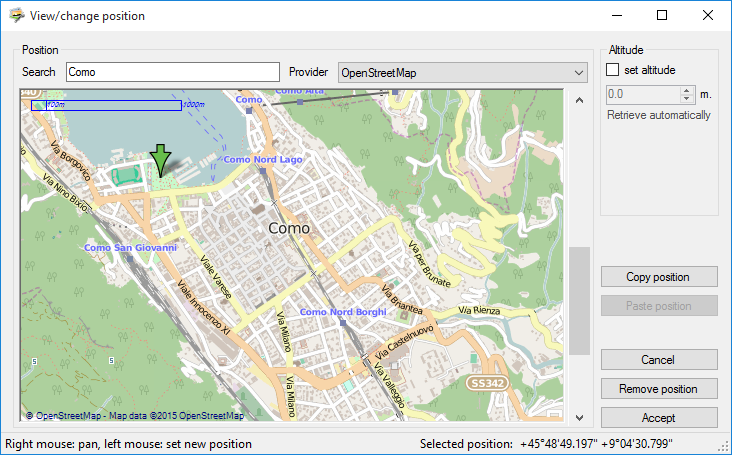 View/change position
Position
Search Como Provider OpenStreetMap
Altitude
set altitude
0.0 m.
Retrieve automatically
100m 1000m
Como
Como Alta
Via Borgovico
Como Nord Lago
Via Nino Bixio
Como
Como San Giovanni
Viale Varese
Via per Brunate
Viale Innocenzo XI
Como Nord Borghi
Via Briantea
Via Rienza
Via Milano
Via Castelnuovo
5 5
Via Milano
Via Valleggio
SS342
© OpenStreetMap - Map data ©2015 OpenStreetMap
Copy position
Paste position
Cancel
Remove position
Accept
Right mouse: pan, left mouse: set new position
Selected position: +45°48'49.197" +9°04'30.799"